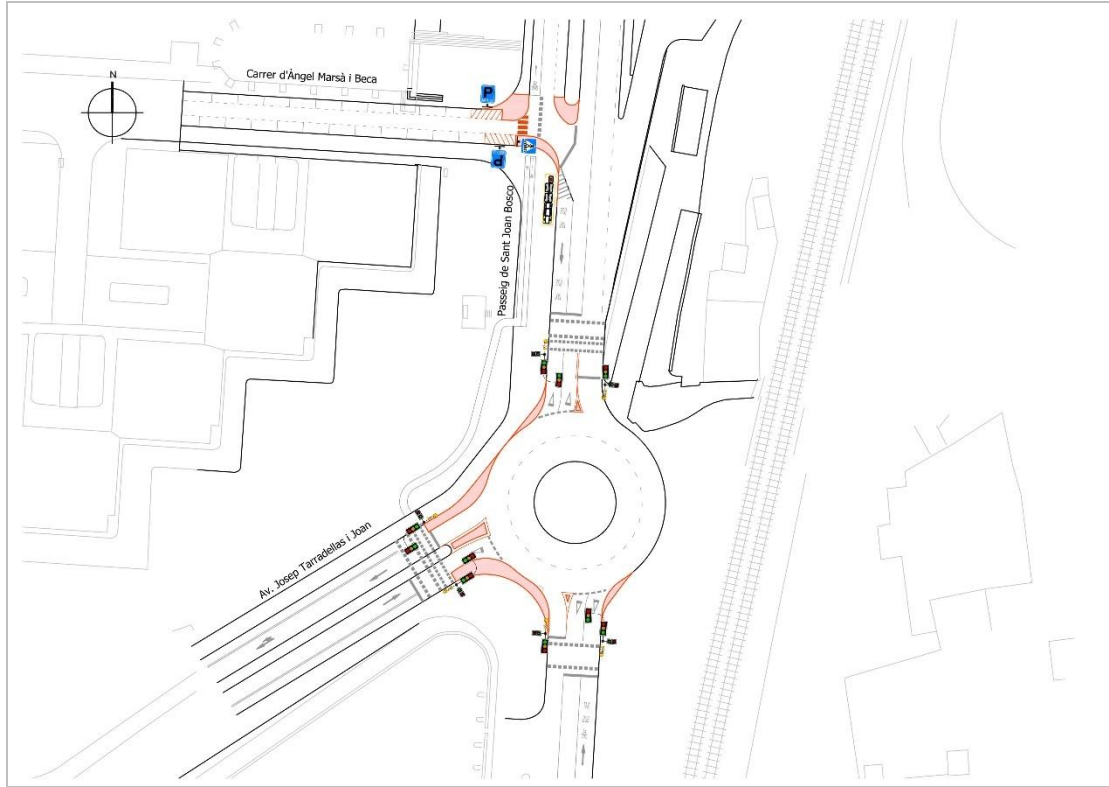 Carrer d'Àngel Marsà i Beca
N
P
P
Passeig de Sant Joan Bosco
Av. Josep Tarradellas i Joan